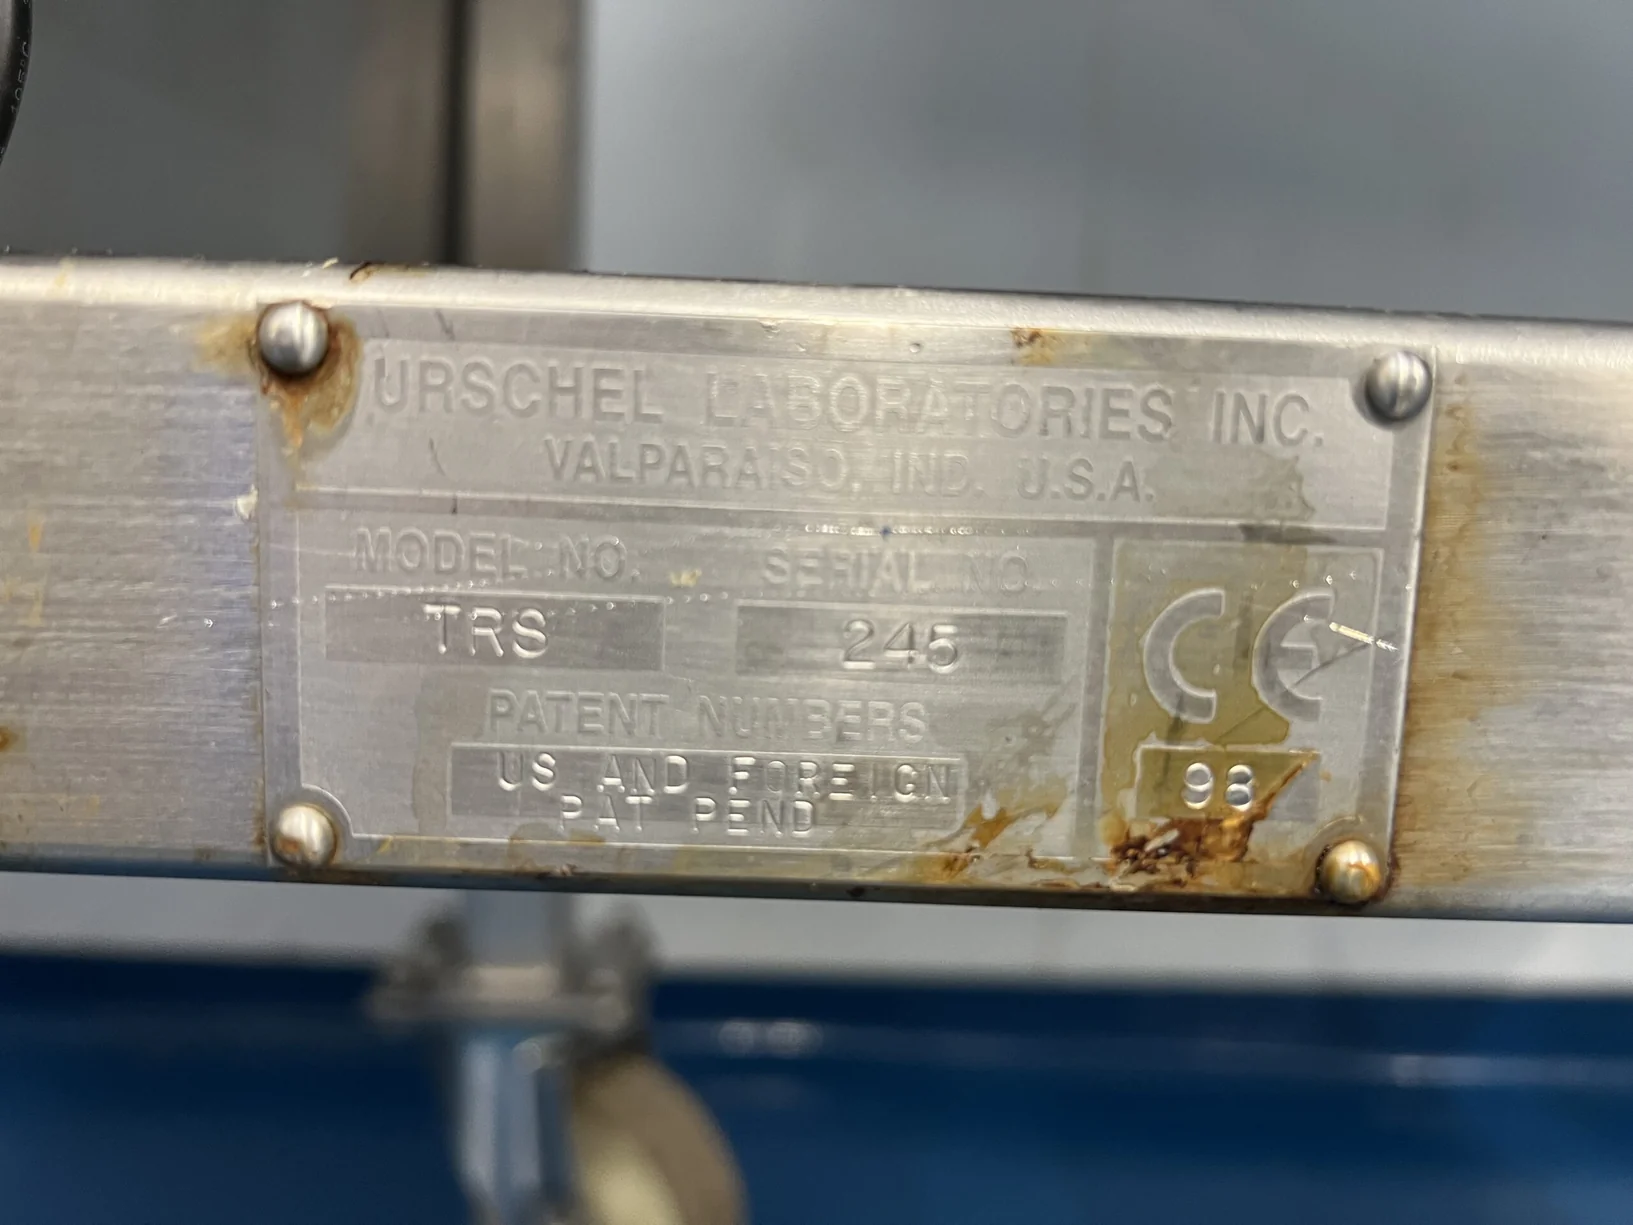 URSCHEL LABORATORIES INC.
VALPARAISO, IND. U.S.A.
MODEL NO. SERIAL NO.
TRS 245
PATENT NUMBERS
US AND FOREIGN
PAT PEND
CE
98
105°C